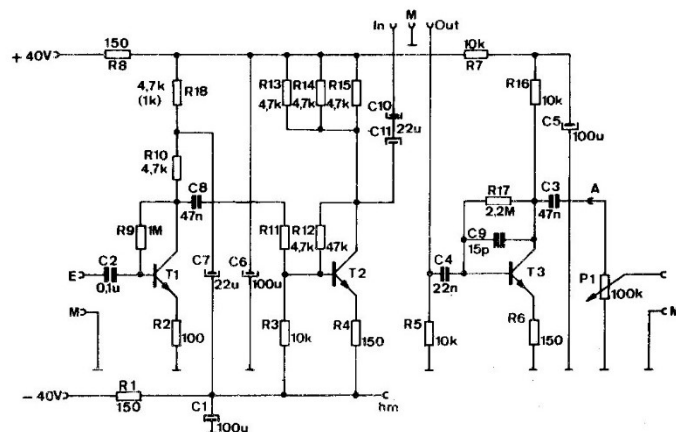 In M Out
+40V
150
R8
10k
R7
4,7k
(1k)
R18
R13
4,7k
R14
4,7k
R15
4,7k
C10
C11
22u
R16
10k
C5
100u
R10
4,7k
C8
47n
R17
2,2M
C3
47n
A
R9
1M
R11
4,7k
R12
47k
C9
15p
C2
0,1u
E
T1
C7
22u
C6
100u
T2
C4
22n
T3
P1
100k
M
R2
100
R3
10k
R4
150
R5
10k
R6
150
M
-40V
R1
150
C1
100u
hm